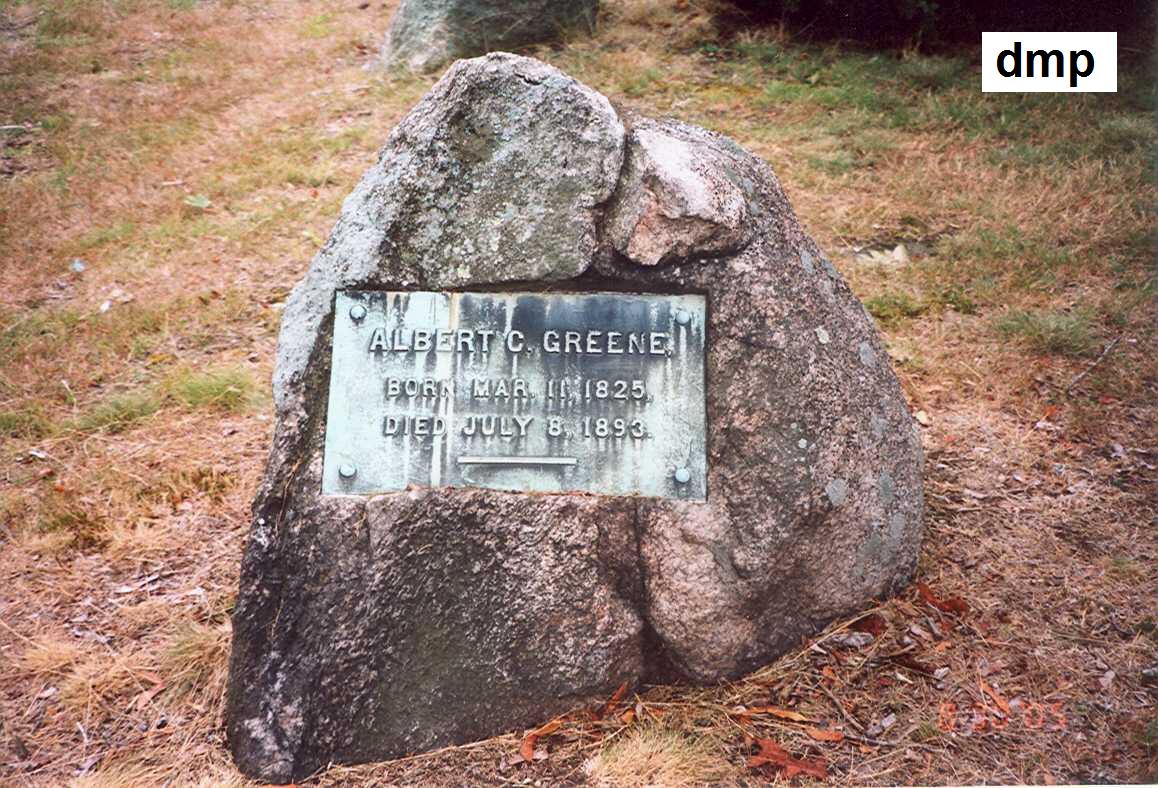 dmp
ALBERT C. GREENE.
BORN MAR. 11, 1825,
DIED JULY 8, 1893.